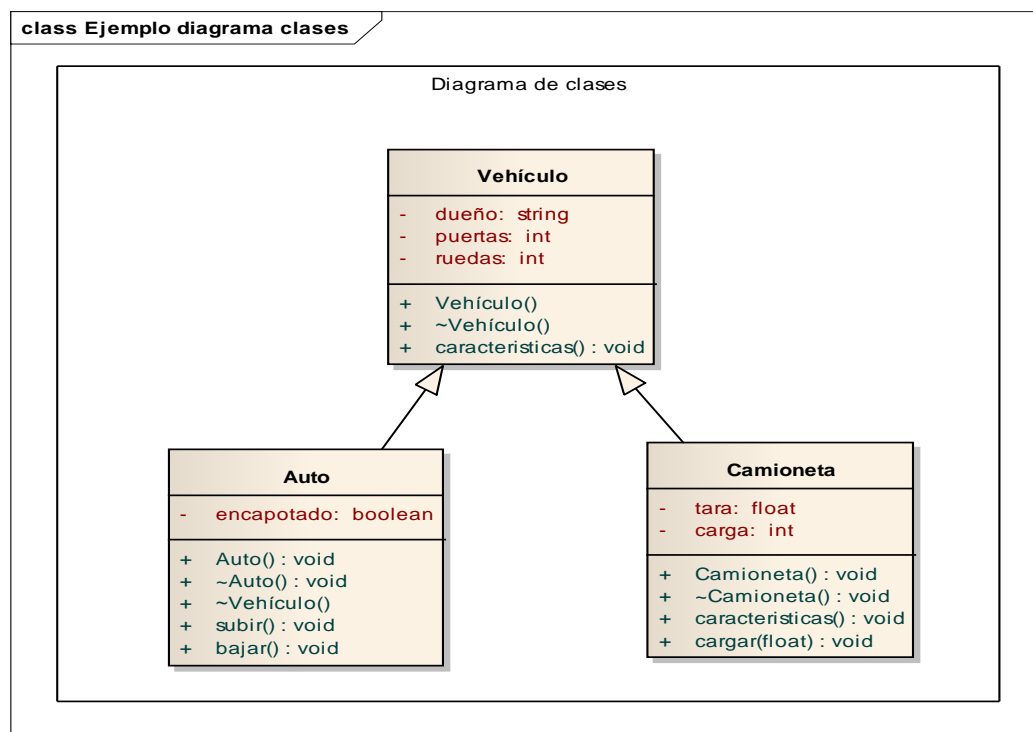 class Ejemplo diagrama clases
Diagrama de clases
Vehículo
- dueño: string
- puertas: int
- ruedas: int
+ Vehículo()
+ ~Vehículo()
+ caracteristicas() : void
Auto
- encapotado: boolean
+ Auto() : void
+ ~Auto() : void
+ ~Vehículo()
+ subir() : void
+ bajar() : void
Camioneta
- tara: float
- carga: int
+ Camioneta() : void
+ ~Camioneta() : void
+ caracteristicas() : void
+ cargar(float) : void